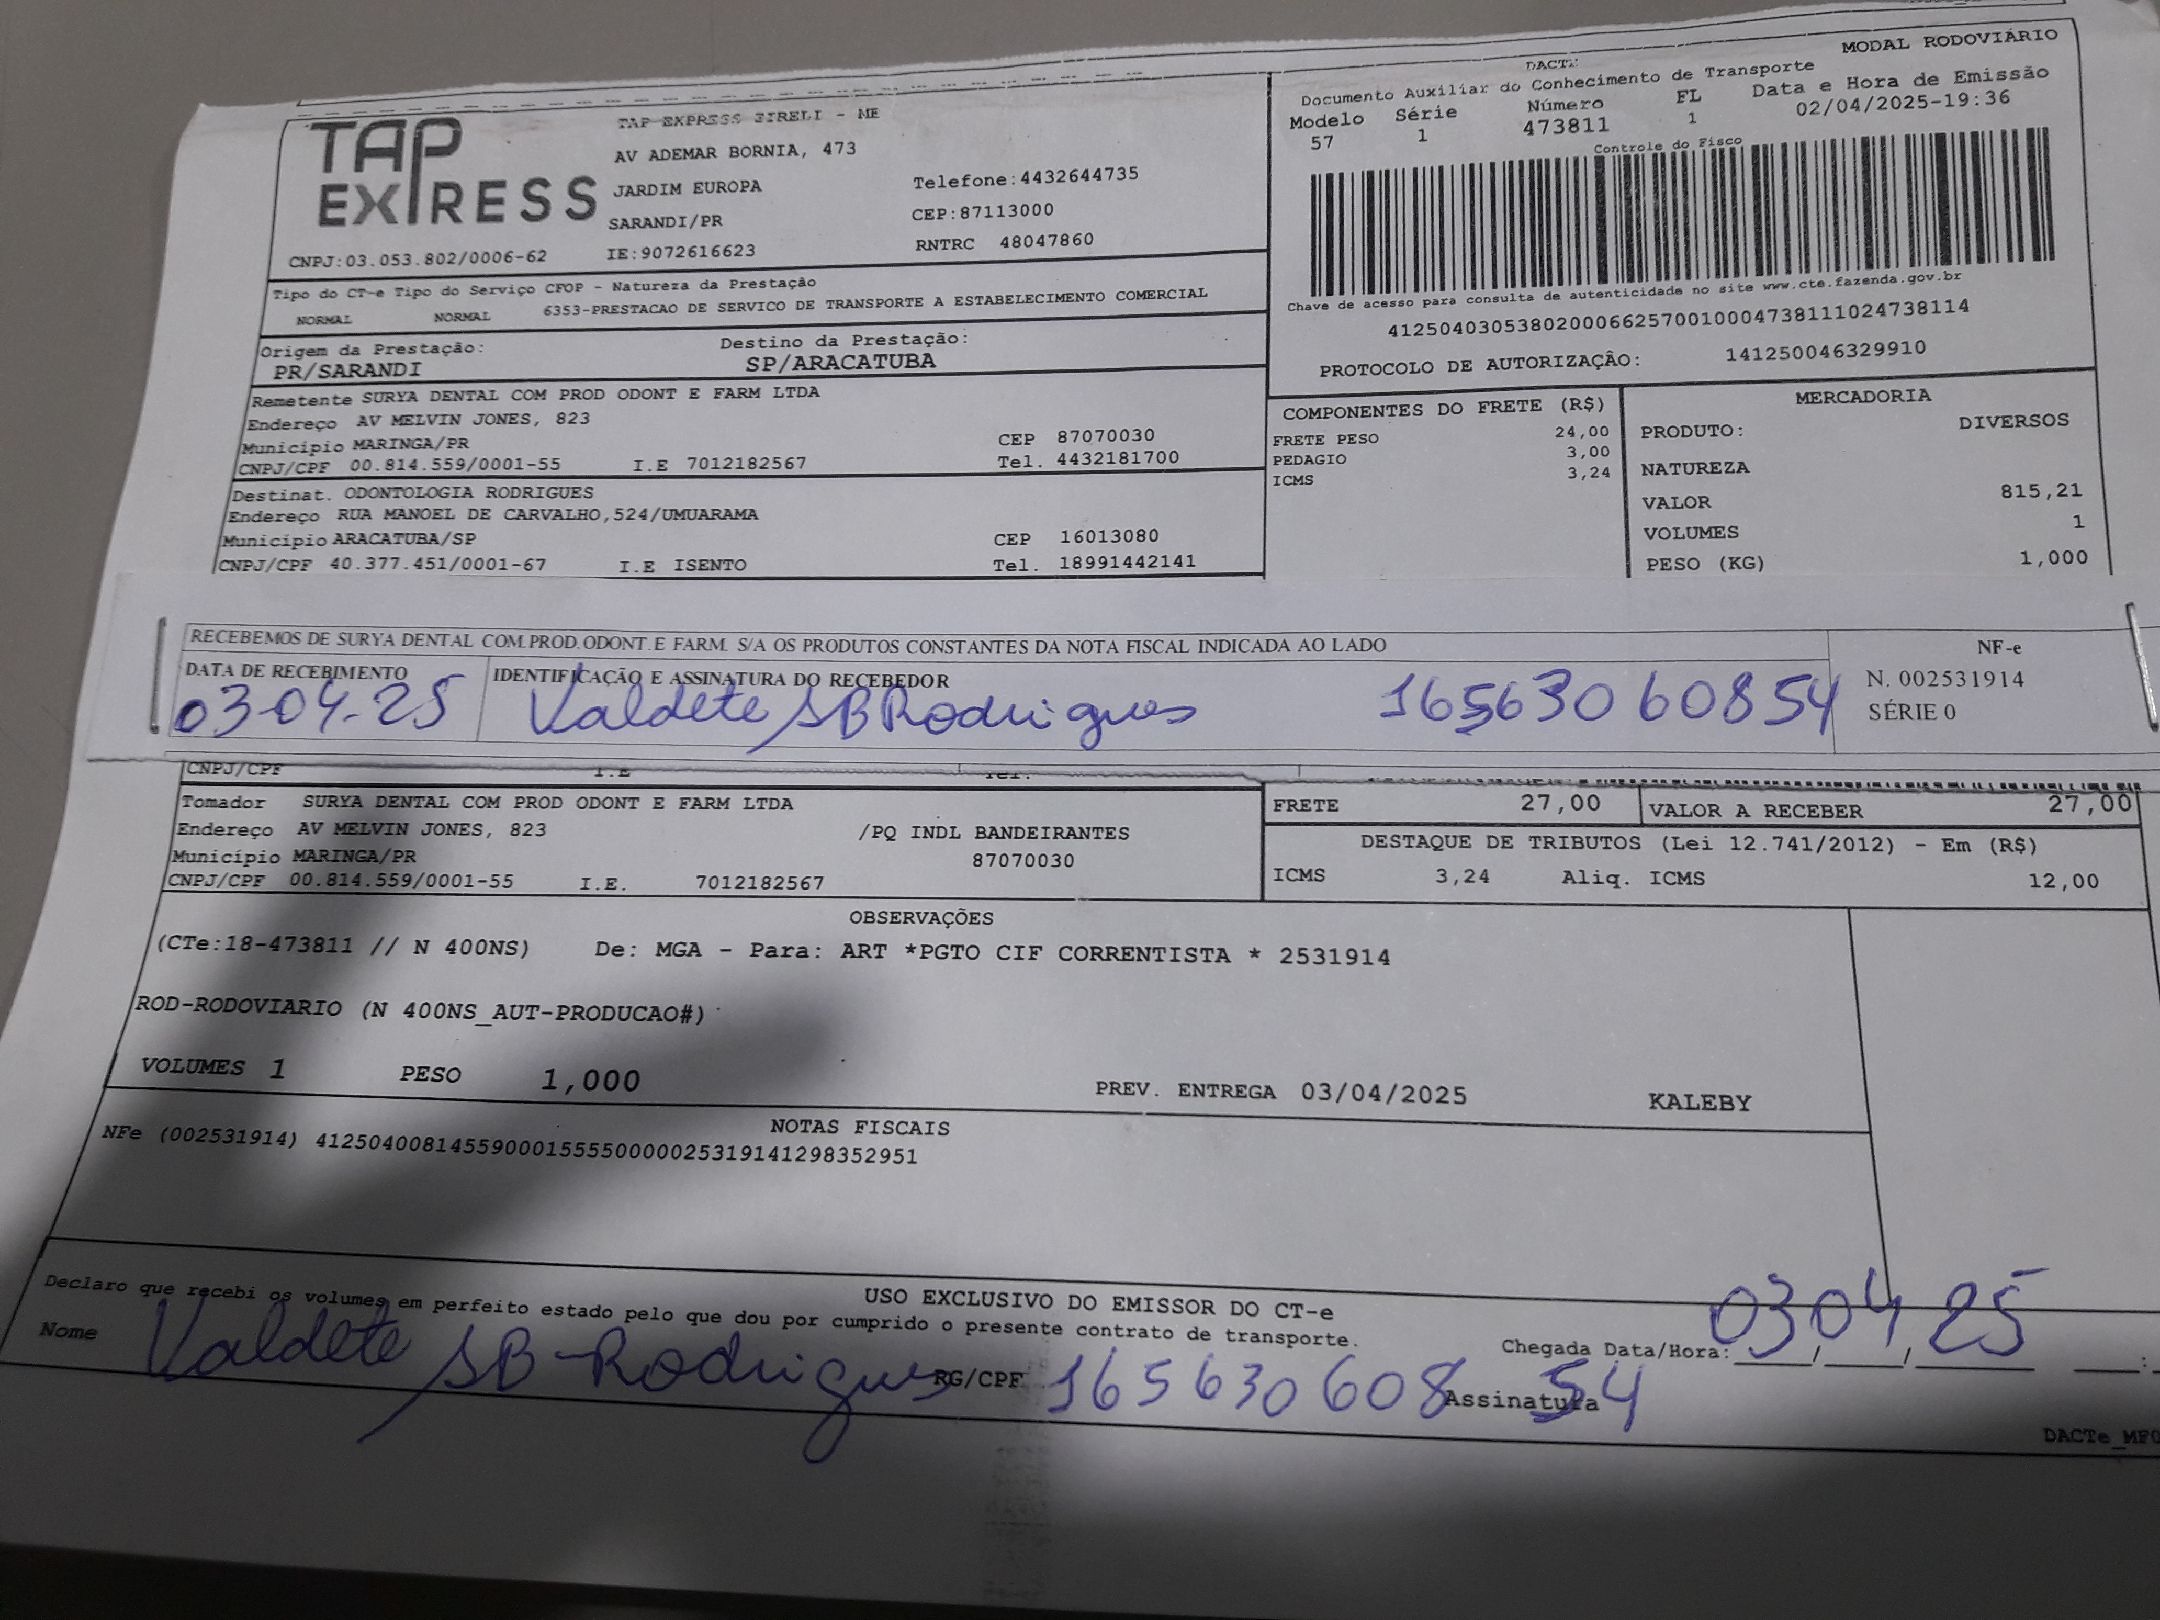 MODAL RODOVIÁRIO
DACTE
Documento Auxiliar do Conhecimento de Transporte
Modelo Série Número FL Data e Hora de Emissão
57 1 473811 1 02/04/2025-19:36
Controle do Fisco
TAP EXPRESS
TAP EXPRESS EIRELI - ME
AV ADEMAR BORNIA, 473
JARDIM EUROPA Telefone:4432644735
SARANDI/PR CEP:87113000
CNPJ:03.053.802/0006-62 IE:9072616623 RNTRC 48047860
Tipo do CT-e Tipo do Serviço CFOP - Natureza da Prestação
NORMAL NORMAL 6353-PRESTACAO DE SERVICO DE TRANSPORTE A ESTABELECIMENTO COMERCIAL
Chave de acesso para consulta de autenticidade no site www.cte.fazenda.gov.br
41250403053802000662570010004738111024738114
PROTOCOLO DE AUTORIZAÇÃO: 141250046329910
Origem da Prestação: Destino da Prestação:
PR/SARANDI SP/ARACATUBA
Remetente SURYA DENTAL COM PROD ODONT E FARM LTDA
Endereço AV MELVIN JONES, 823
Município MARINGA/PR CEP 87070030
CNPJ/CPF 00.814.559/0001-55 I.E 7012182567 Tel. 4432181700
Destinat. ODONTOLOGIA RODRIGUES
Endereço RUA MANOEL DE CARVALHO,524/UMUARAMA
Município ARACATUBA/SP CEP 16013080
CNPJ/CPF 40.377.451/0001-67 I.E ISENTO Tel. 18991442141
COMPONENTES DO FRETE (R$)
FRETE PESO 24,00
PEDAGIO 3,00
ICMS 3,24
MERCADORIA
PRODUTO: DIVERSOS
NATUREZA
VALOR 815,21
VOLUMES 1
PESO (KG) 1,000
RECEBEMOS DE SURYA DENTAL COM.PROD.ODONT.E FARM. S/A OS PRODUTOS CONSTANTES DA NOTA FISCAL INDICADA AO LADO
DATA DE RECEBIMENTO IDENTIFICAÇÃO E ASSINATURA DO RECEBEDOR
03-04-25 Valdete SB Rodrigues 16563060854
NF-e
N. 002531914
SÉRIE 0
CNPJ/CPF I.E Tel.
Tomador SURYA DENTAL COM PROD ODONT E FARM LTDA
Endereço AV MELVIN JONES, 823 /PQ INDL BANDEIRANTES
Município MARINGA/PR 87070030
CNPJ/CPF 00.814.559/0001-55 I.E. 7012182567
FRETE 27,00 VALOR A RECEBER 27,00
DESTAQUE DE TRIBUTOS (Lei 12.741/2012) - Em (R$)
ICMS 3,24 Aliq. ICMS 12,00
OBSERVAÇÕES
(CTe:18-473811 // N 400NS) De: MGA - Para: ART *PGTO CIF CORRENTISTA * 2531914
ROD-RODOVIARIO (N 400NS_AUT-PRODUCAO#)
VOLUMES 1 PESO 1,000 PREV. ENTREGA 03/04/2025 KALEBY
NOTAS FISCAIS
NFe (002531914) 41250400814559000155550000025319141298352951
USO EXCLUSIVO DO EMISSOR DO CT-e
Declaro que recebi os volumes em perfeito estado pelo que dou por cumprido o presente contrato de transporte.
Chegada Data/Hora: 03/04/25 :
Nome Valdete SB-Rodrigues RG/CPF 16563060854 Assinatura